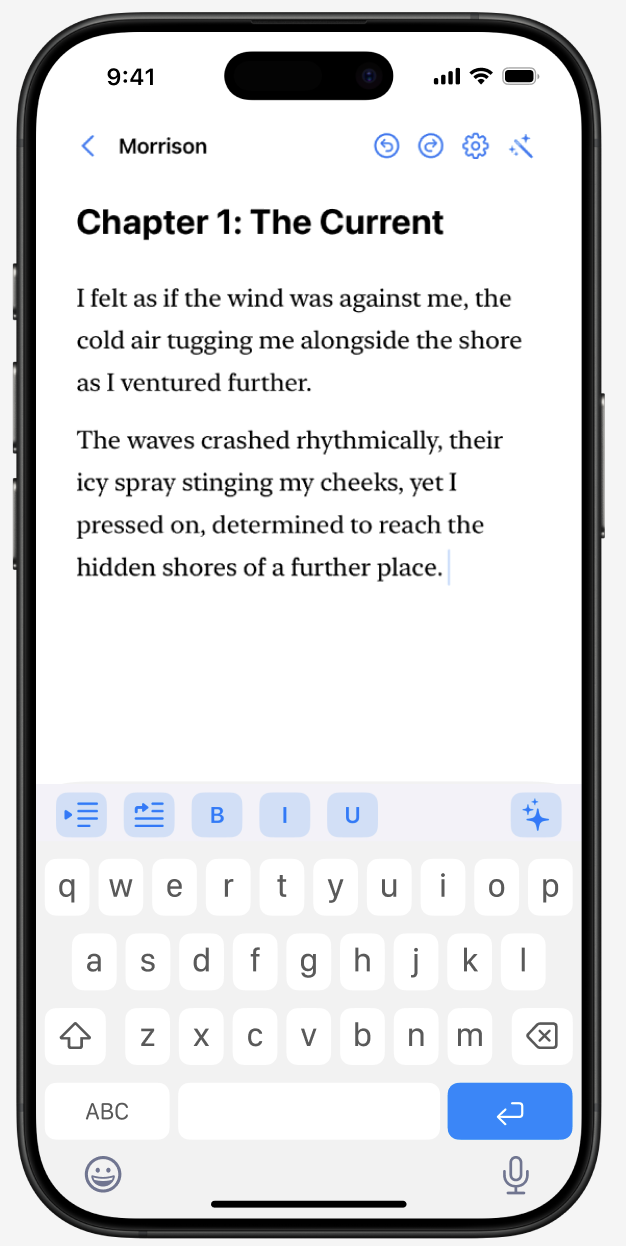 9:41
Morrison
Chapter 1: The Current
I felt as if the wind was against me, the
cold air tugging me alongside the shore
as I ventured further.
The waves crashed rhythmically, their
icy spray stinging my cheeks, yet I
pressed on, determined to reach the
hidden shores of a further place.
B I U
q w e r t y u i o p
a s d f g h j k l
z x c v b n m
ABC